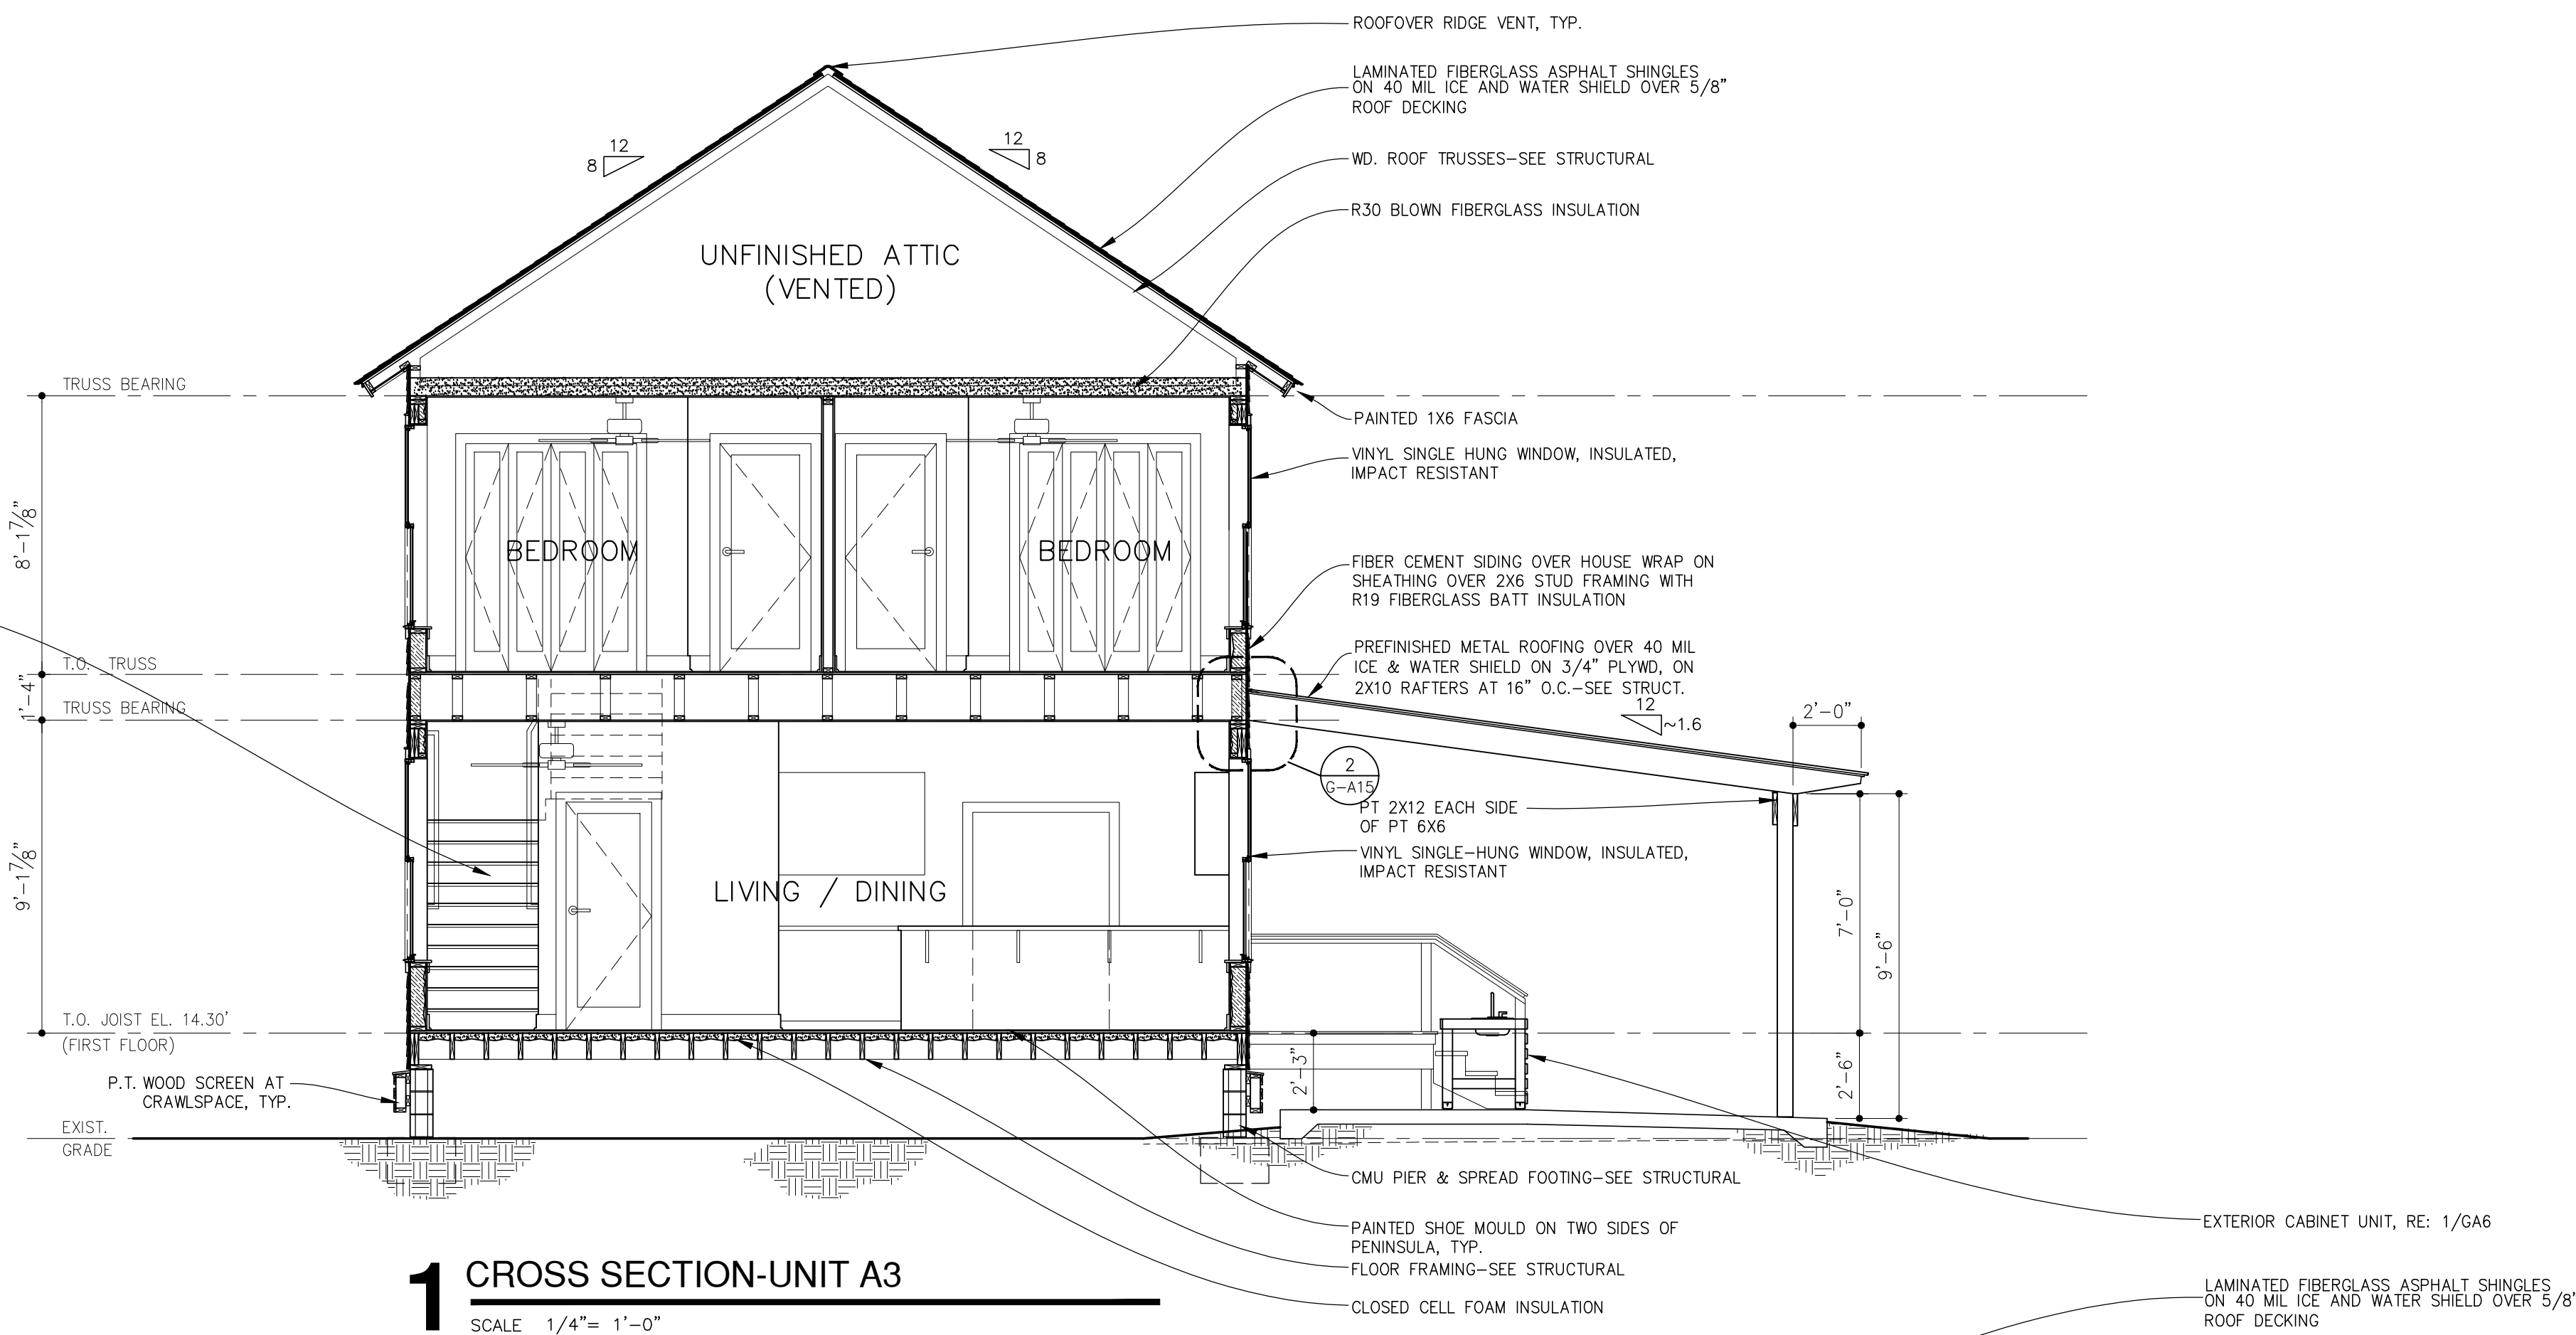 ROOFOVER RIDGE VENT, TYP.
LAMINATED FIBERGLASS ASPHALT SHINGLES
ON 40 MIL ICE AND WATER SHIELD OVER 5/8"
ROOF DECKING
12
8
12
8
WD. ROOF TRUSSES-SEE STRUCTURAL
R30 BLOWN FIBERGLASS INSULATION
UNFINISHED ATTIC
(VENTED)
TRUSS BEARING
PAINTED 1X6 FASCIA
VINYL SINGLE HUNG WINDOW, INSULATED,
IMPACT RESISTANT
8'-1 7/8"
BEDROOM
BEDROOM
FIBER CEMENT SIDING OVER HOUSE WRAP ON
SHEATHING OVER 2X6 STUD FRAMING WITH
R19 FIBERGLASS BATT INSULATION
PREFINISHED METAL ROOFING OVER 40 MIL
ICE & WATER SHIELD ON 3/4" PLYWD, ON
2X10 RAFTERS AT 16" O.C.-SEE STRUCT.
T.O. TRUSS
1'-4"
TRUSS BEARING
12
~1.6
2'-0"
2
G-A15
PT 2X12 EACH SIDE
OF PT 6X6
VINYL SINGLE-HUNG WINDOW, INSULATED,
IMPACT RESISTANT
9'-1 7/8"
LIVING / DINING
7'-0"
9'-6"
T.O. JOIST EL. 14.30'
(FIRST FLOOR)
2'-3"
2'-6"
P.T. WOOD SCREEN AT
CRAWLSPACE, TYP.
EXIST.
GRADE
CMU PIER & SPREAD FOOTING-SEE STRUCTURAL
PAINTED SHOE MOULD ON TWO SIDES OF
PENINSULA, TYP.
FLOOR FRAMING-SEE STRUCTURAL
CLOSED CELL FOAM INSULATION
EXTERIOR CABINET UNIT, RE: 1/GA6
LAMINATED FIBERGLASS ASPHALT SHINGLES
ON 40 MIL ICE AND WATER SHIELD OVER 5/8"
ROOF DECKING
1 CROSS SECTION-UNIT A3
SCALE 1/4"= 1'-0"